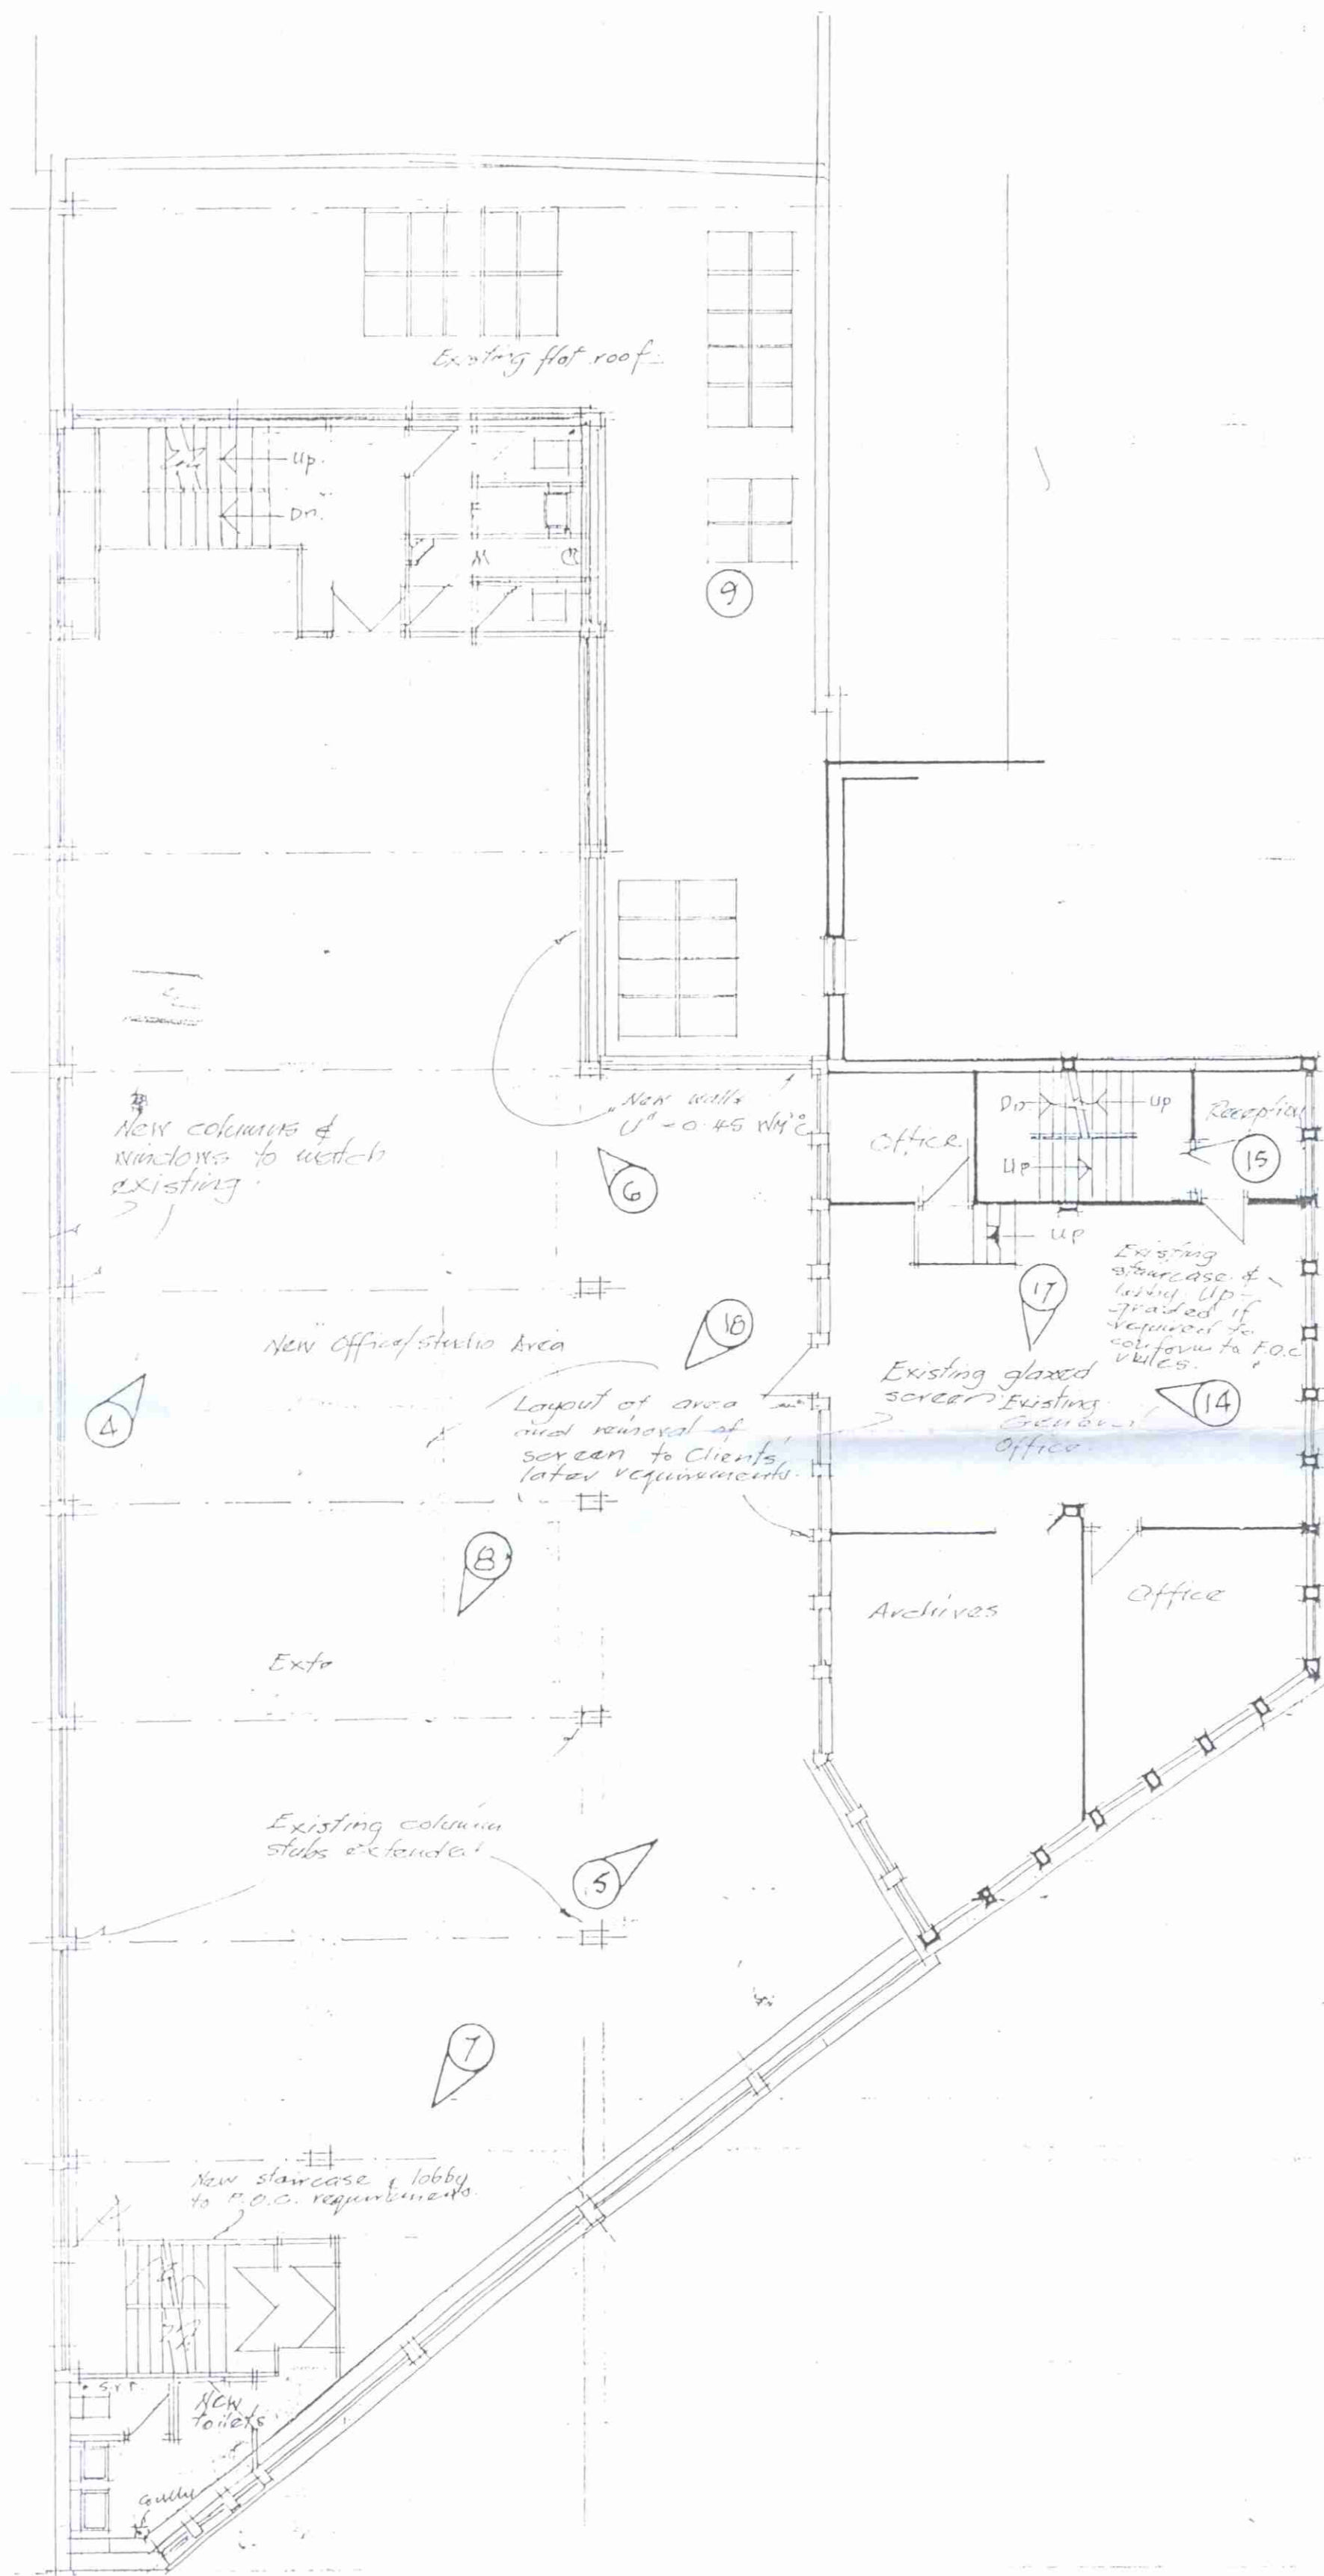 Existing flat roof.
Up.
Dn.
F
M
9
New walls
"U" = 0.45 W/M²°C
New columns &
windows to match
existing.
6
Office
Dn
UP
Up
Reception
15
UP
17
Existing
staircase &
lobby Up-
graded if
required to
conform to F.O.C
rules.
New Office/Studio Area
18
4
Existing glazed
screen
Existing
General
Office
14
Layout of area
and removal of
screen to Clients
later requirements.
8
Archives
Office
Exte
Existing column
stubs extended
5
7
New staircase & lobby
to F.O.C. requirements.
S.V.P.
New
toilets